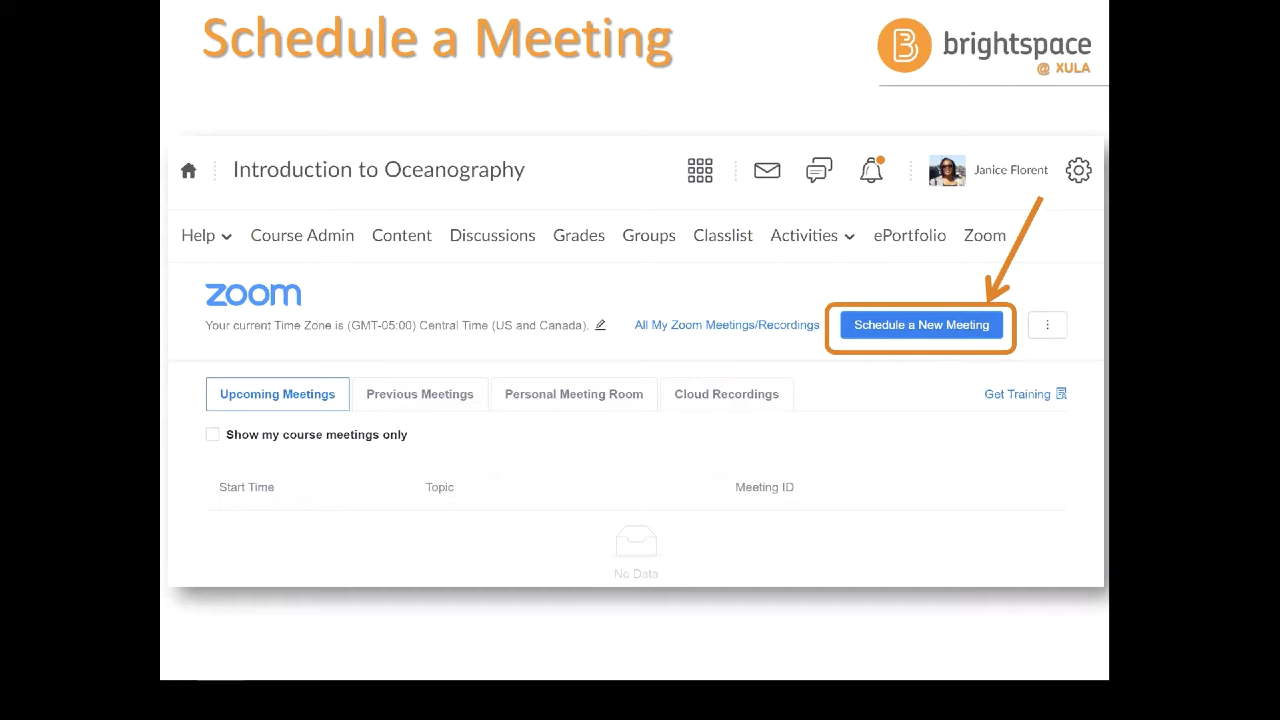 Schedule a Meeting
brightspace
@ XULA
Introduction to Oceanography
Janice Florent
Help Course Admin Content Discussions Grades Groups Classlist Activities ePortfolio Zoom
zoom
Your current Time Zone is (GMT-05:00) Central Time (US and Canada). All My Zoom Meetings/Recordings Schedule a New Meeting
Upcoming Meetings Previous Meetings Personal Meeting Room Cloud Recordings Get Training
Show my course meetings only
Start Time Topic Meeting ID
No Data